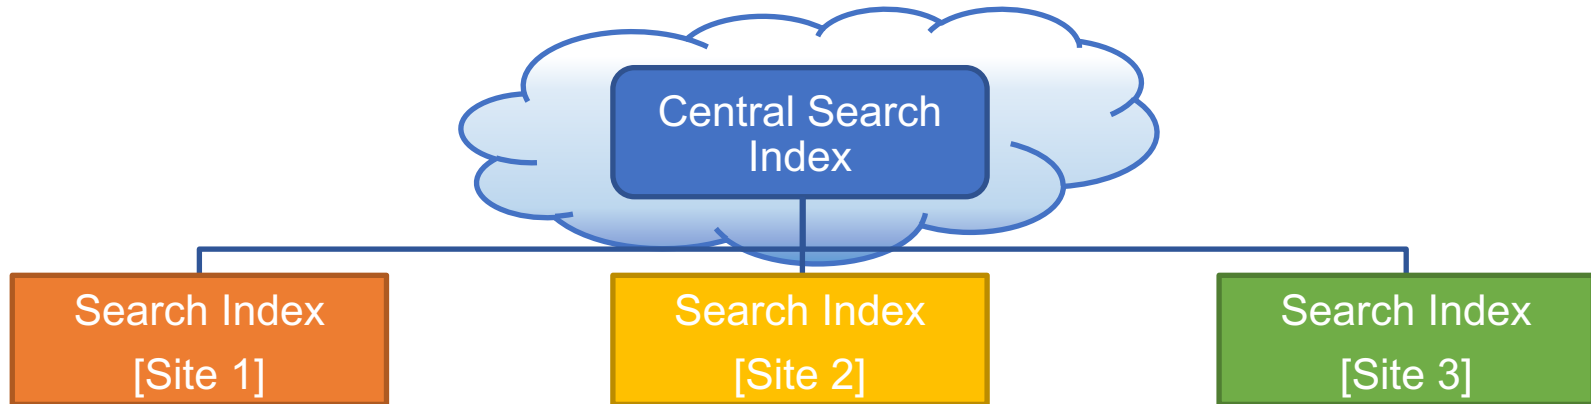 Central Search
Index
Search Index
[Site 1]
Search Index
[Site 2]
Search Index
[Site 3]